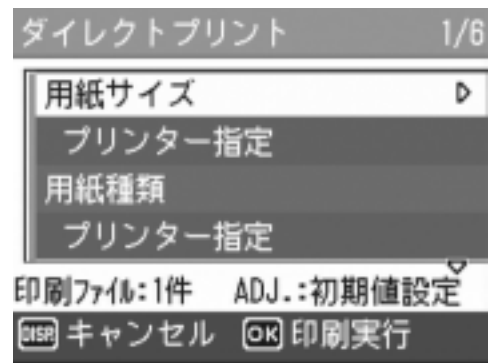 ダイレクトプリント 1/6
用紙サイズ
プリンター指定
用紙種類
プリンター指定
印刷ファイル:1件 ADJ.:初期値設定
DISP キャンセル OK 印刷実行